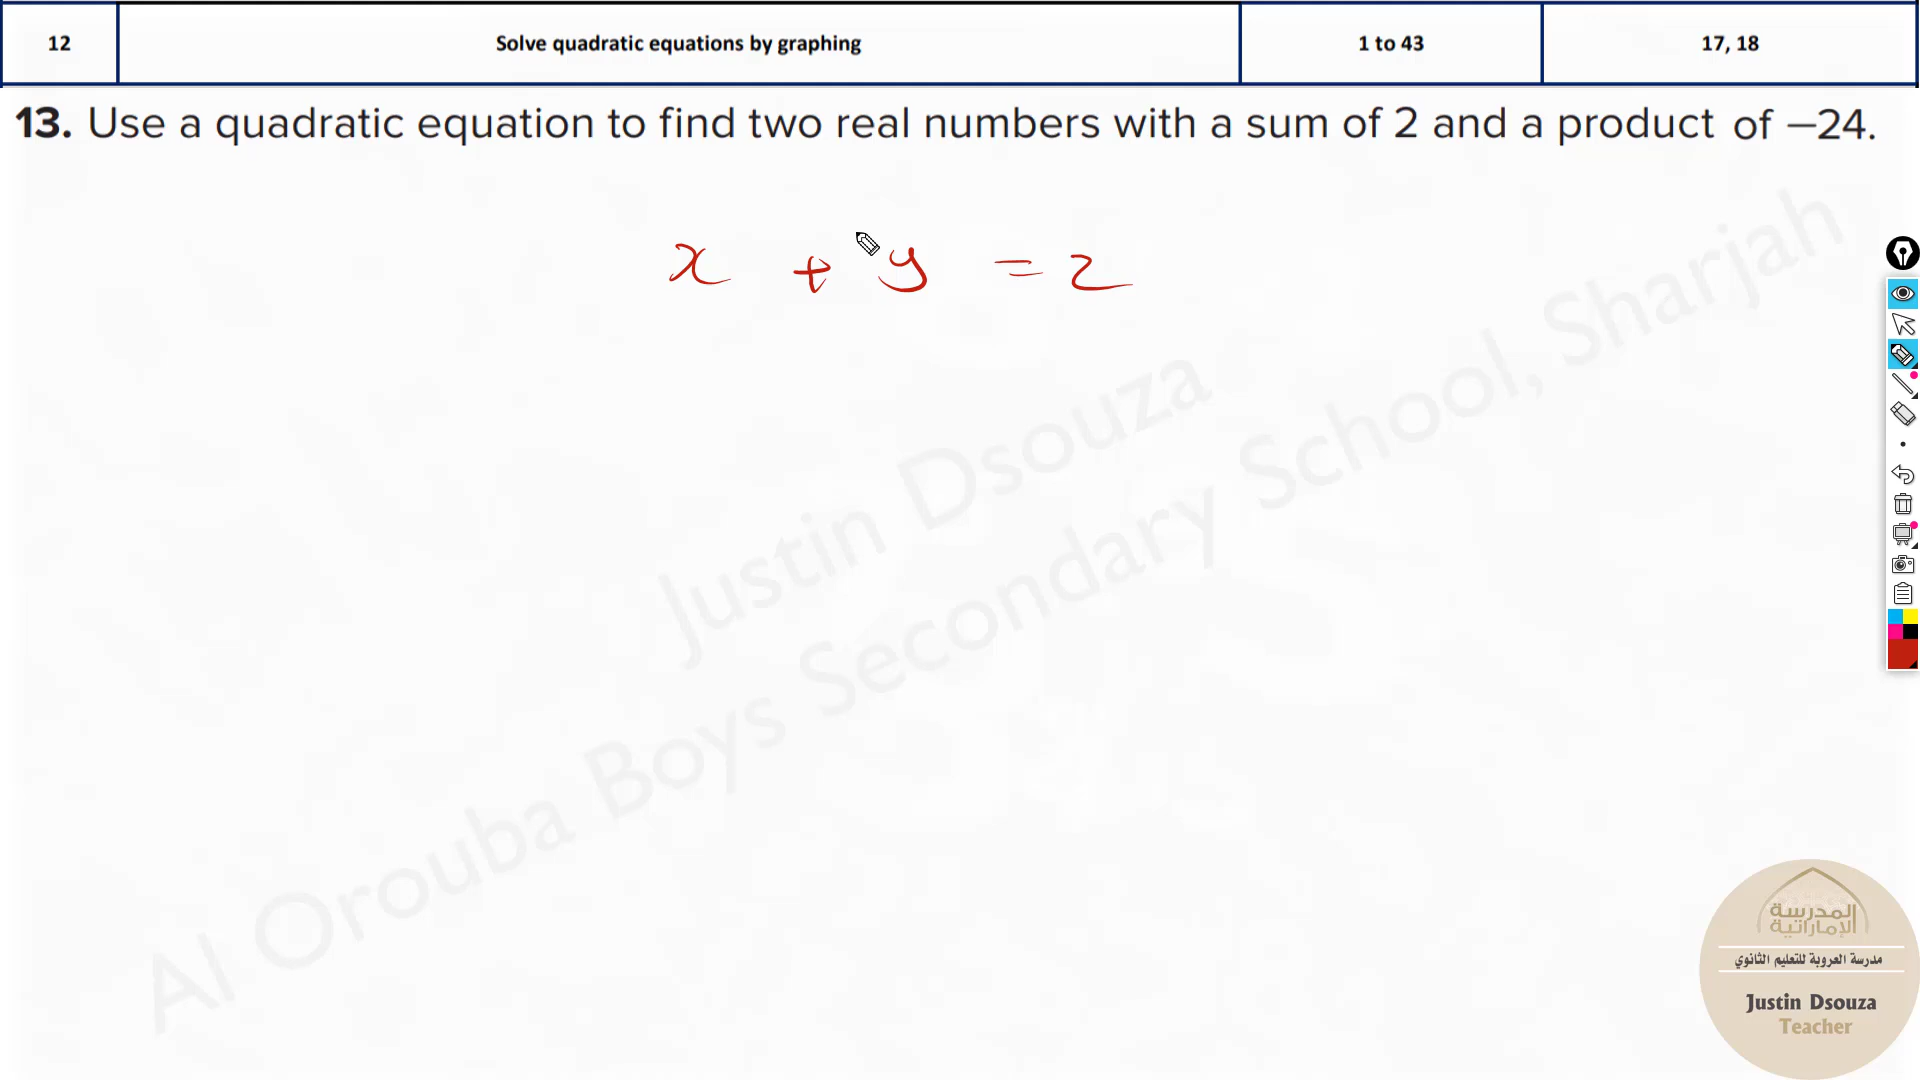 12 Solve quadratic equations by graphing 1 to 43 17, 18
13. Use a quadratic equation to find two real numbers with a sum of 2 and a product of –24.
x + y = 2
Justin Dsouza
Al Orouba Boys Secondary School, Sharjah
المدرسة
الإماراتية
مدرسة العروبة للتعليم الثانوي
Justin Dsouza
Teacher